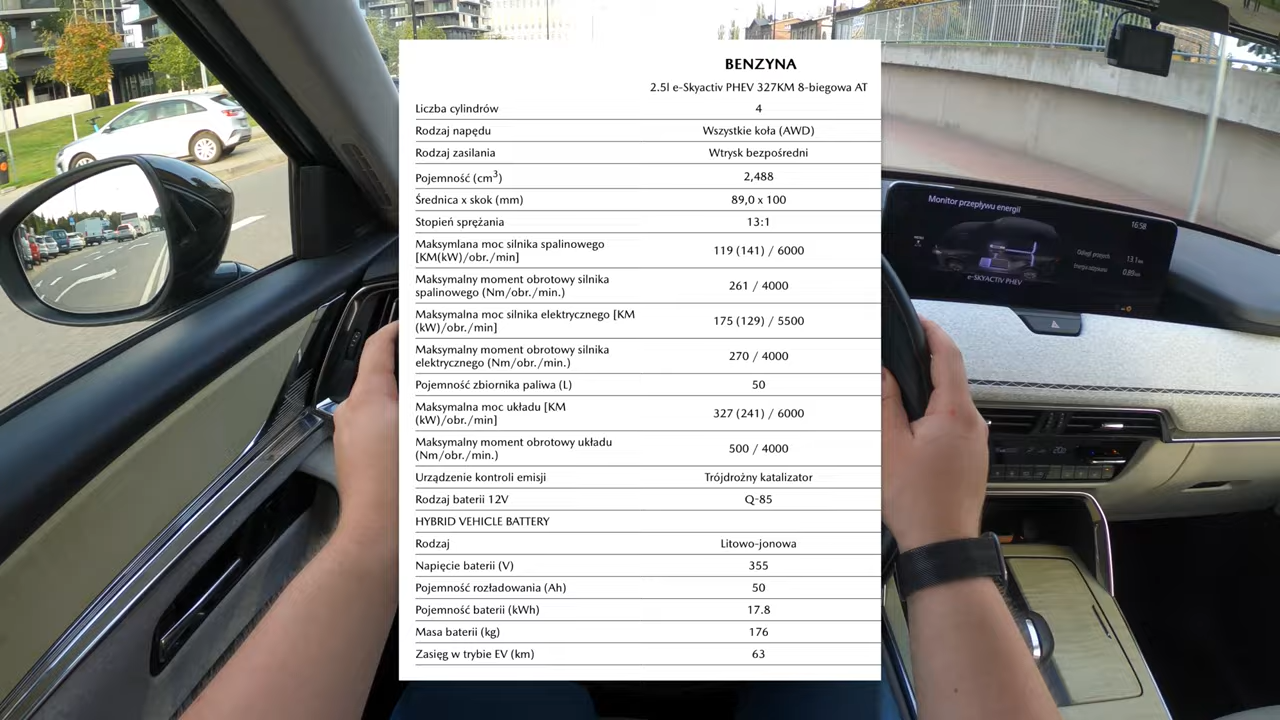 BENZYNA
2.5l e-Skyactiv PHEV 327KM 8-biegowa AT
Liczba cylindrów 4
Rodzaj napędu Wszystkie koła (AWD)
Rodzaj zasilania Wtrysk bezpośredni
Pojemność (cm³) 2,488
Średnica x skok (mm) 89,0 x 100
Stopień sprężania 13:1
Maksymlana moc silnika spalinowego
[KM(kW)/obr./min] 119 (141) / 6000
Maksymalny moment obrotowy silnika
spalinowego (Nm/obr./min.) 261 / 4000
Maksymalna moc silnika elektrycznego [KM
(kW)/obr./min] 175 (129) / 5500
Maksymalny moment obrotowy silnika
elektrycznego (Nm/obr./min.) 270 / 4000
Pojemność zbiornika paliwa (L) 50
Maksymalna moc układu [KM
(kW)/obr./min] 327 (241) / 6000
Maksymalny moment obrotowy układu
(Nm/obr./min.) 500 / 4000
Urządzenie kontroli emisji Trójdrożny katalizator
Rodzaj baterii 12V Q-85
HYBRID VEHICLE BATTERY
Rodzaj Litowo-jonowa
Napięcie baterii (V) 355
Pojemność rozładowania (Ah) 50
Pojemność baterii (kWh) 17.8
Masa baterii (kg) 176
Zasięg w trybie EV (km) 63
Monitor przepływu energii
16:58
e-SKYACTIV PHEV